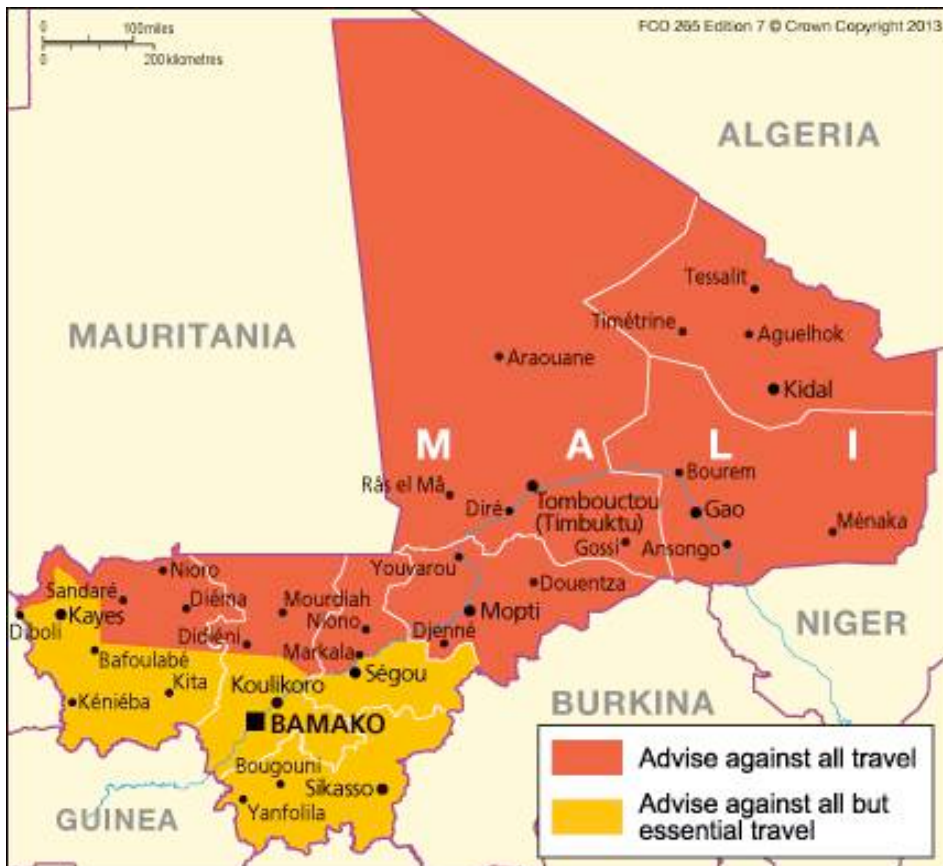 0 100miles
0 200kilometres
FCO 265 Edition 7 © Crown Copyright 2013
ALGERIA
MAURITANIA
Tessalit
Timétrine
Aguelhok
Araouane
Kidal
M A L I
Bourem
Râs el Mâ
Tombouctou
(Timbuktu)
Diré
Gao
Ménaka
Gossi
Ansongo
Youvarou
Nioro
Douentza
Sandaré
Diéma
Mourdiah
Mopti
Kayes
Niono
Diboli
Didiéni
Djenné
NIGER
Markala
Bafoulabé
Ségou
Kita
Koulikoro
Kéniéba
BURKINA
BAMAKO
Bougouni
Sikasso
Yanfolila
GUINEA
Advise against all travel
Advise against all but
essential travel